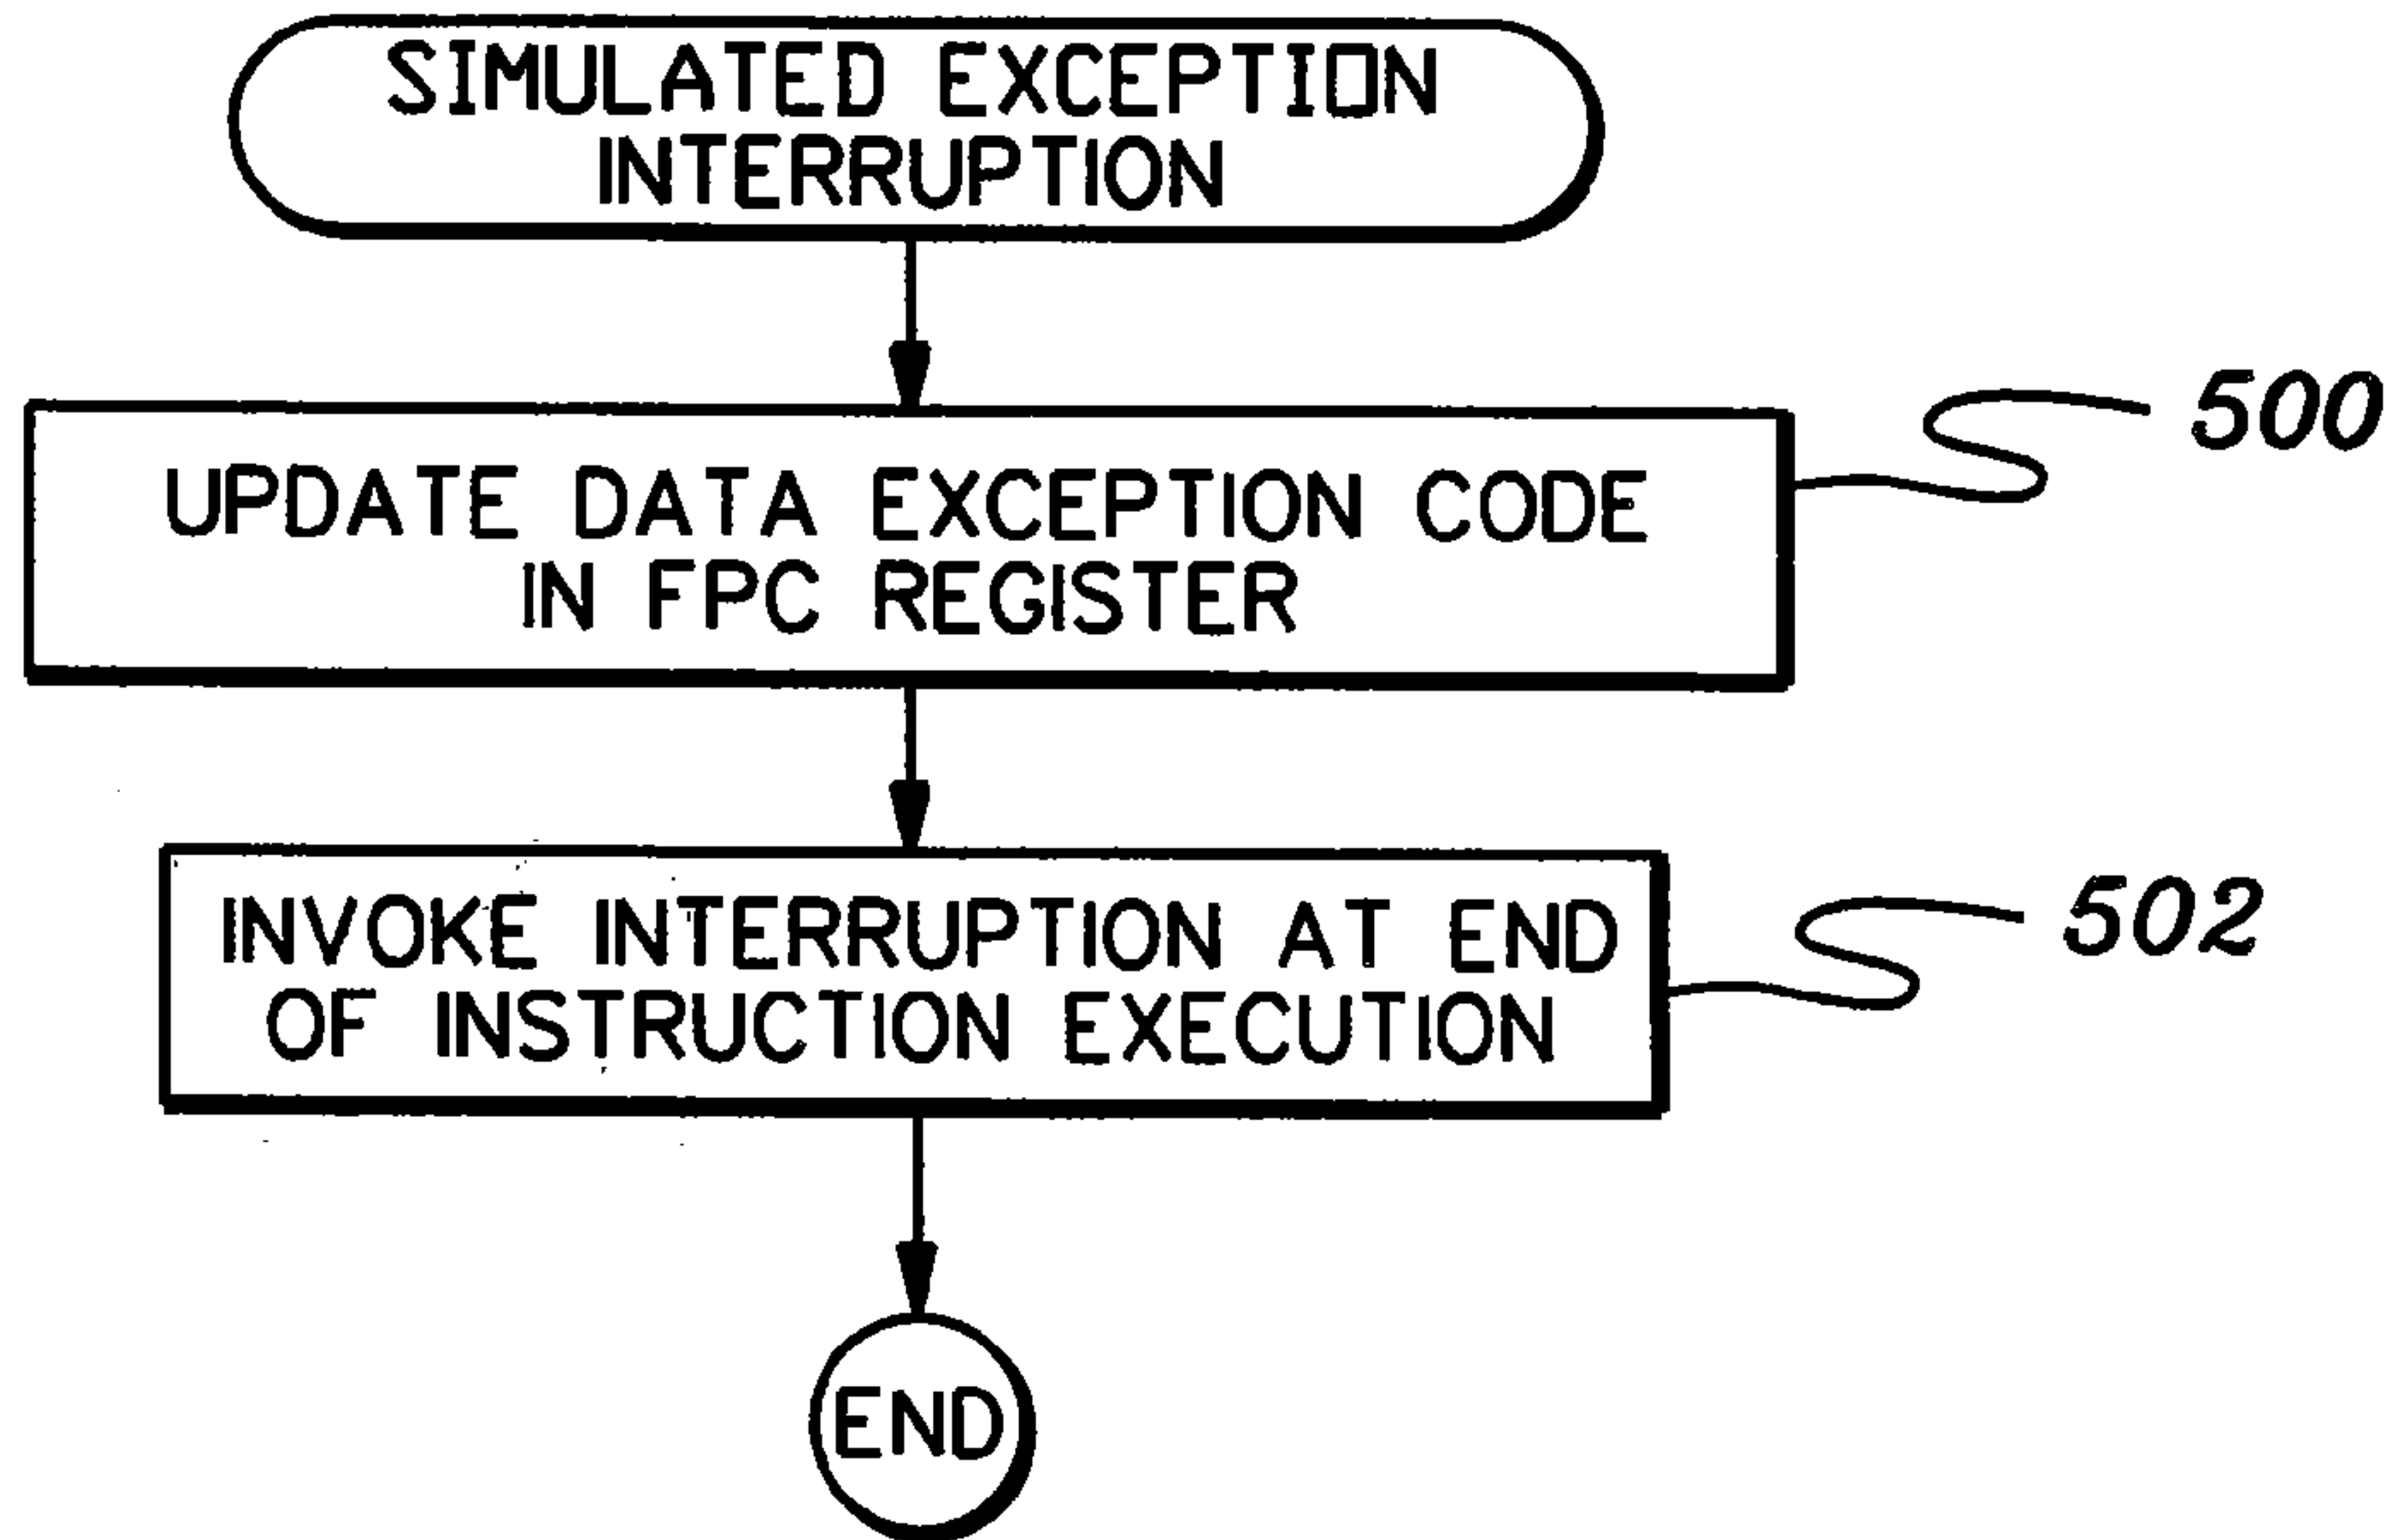 SIMULATED EXCEPTION
INTERRUPTION
500
UPDATE DATA EXCEPTION CODE
IN FPC REGISTER
502
INVOKE INTERRUPTION AT END
OF INSTRUCTION EXECUTION
END